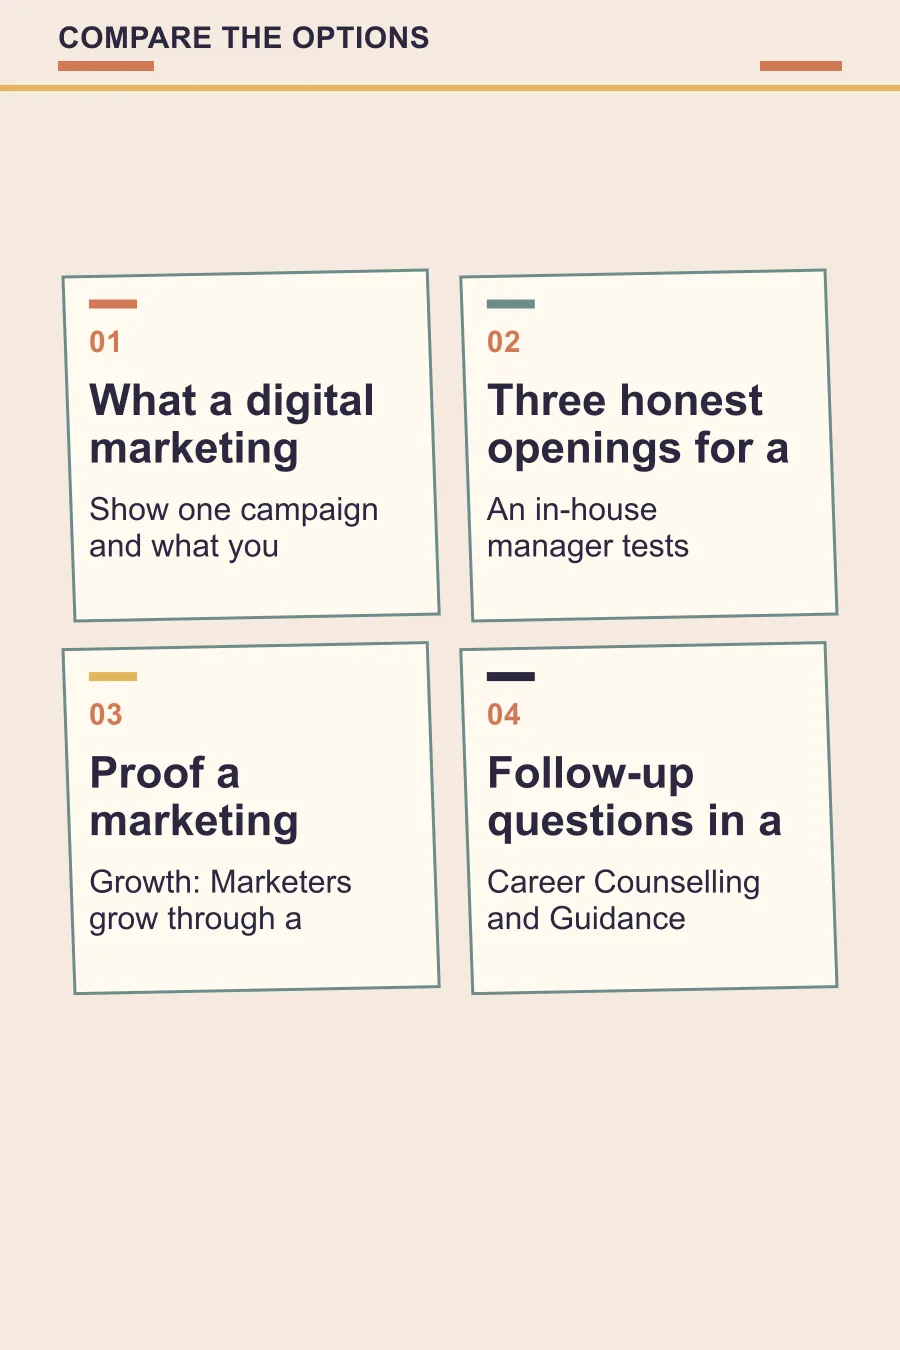 COMPARE THE OPTIONS
01
What a digital
marketing
Show one campaign
and what you
02
Three honest
openings for a
An in-house
manager tests
03
Proof a
marketing
Growth: Marketers
grow through a
04
Follow-up
questions in a
Career Counselling
and Guidance